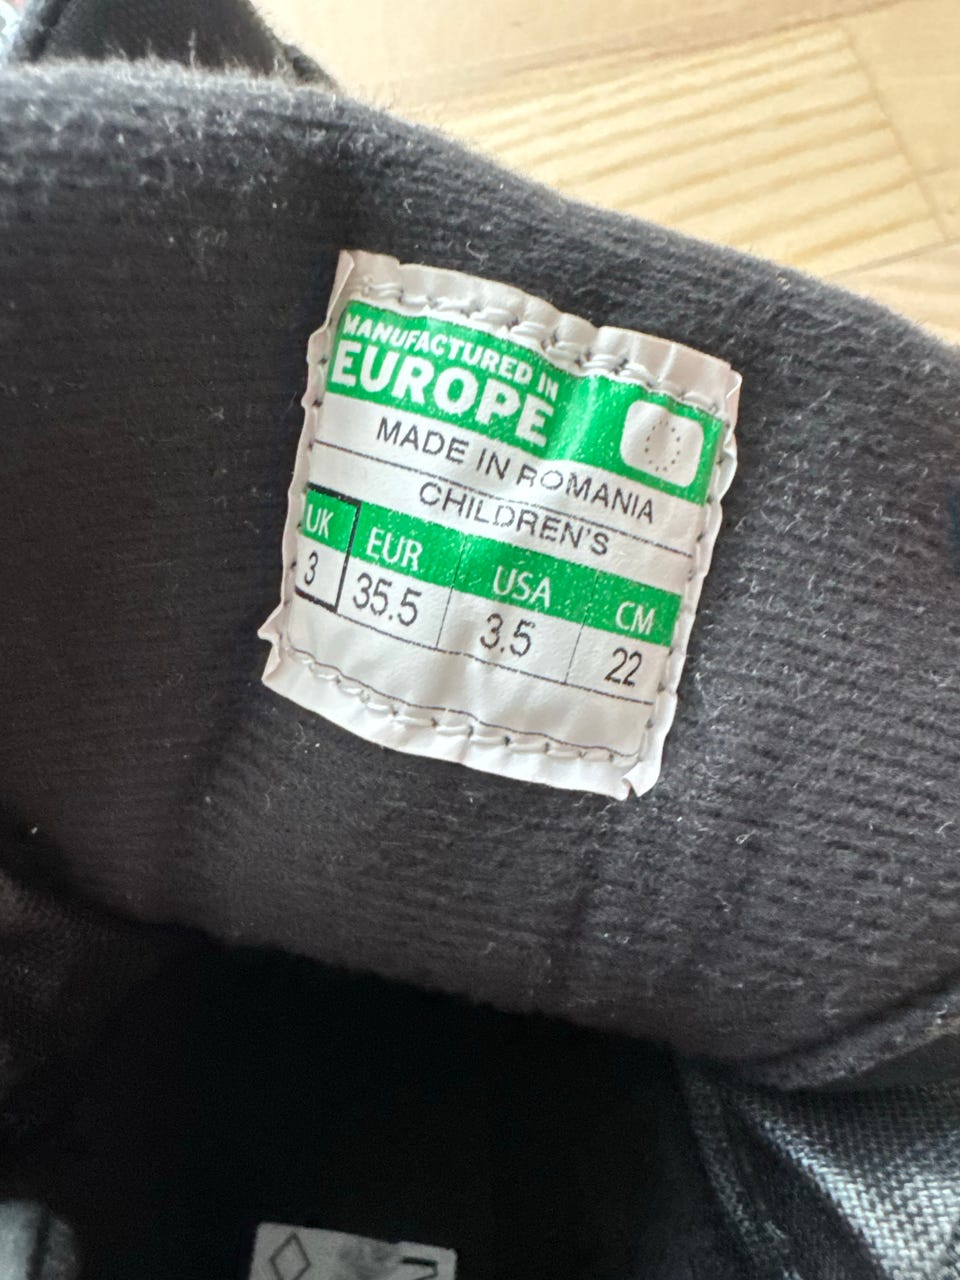 MANUFACTURED IN
EUROPE
MADE IN ROMANIA
CHILDREN'S
UK EUR USA CM
3 35.5 3.5 22